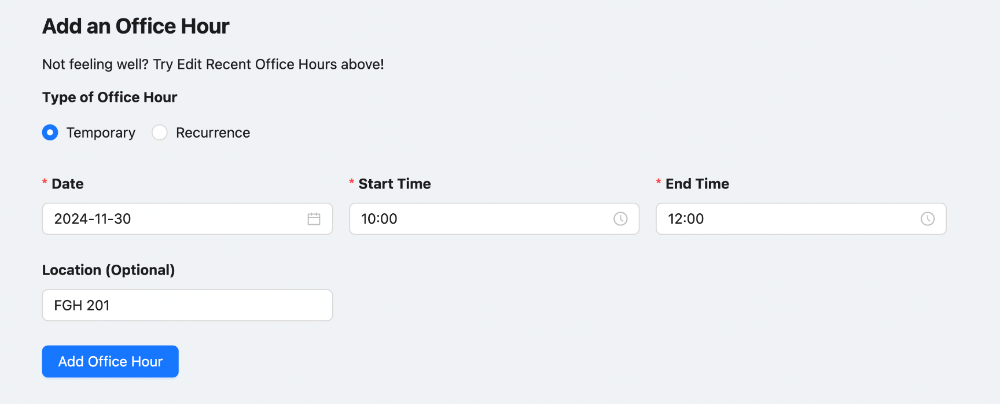 Add an Office Hour
Not feeling well? Try Edit Recent Office Hours above!
Type of Office Hour
Temporary Recurrence
* Date * Start Time * End Time
2024-11-30 10:00 12:00
Location (Optional)
FGH 201
Add Office Hour